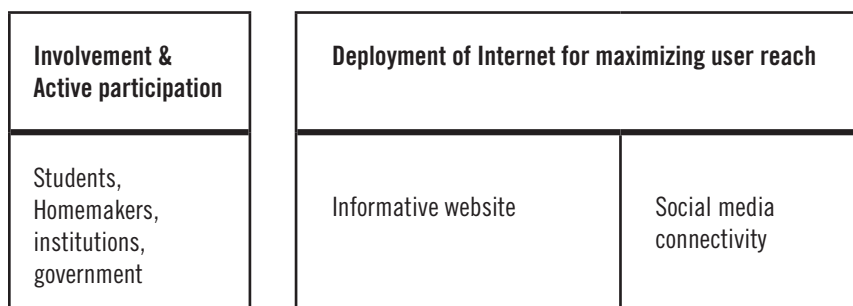 Involvement &
Active participation
Students,
Homemakers,
institutions,
government
Deployment of Internet for maximizing user reach
Informative website
Social media
connectivity